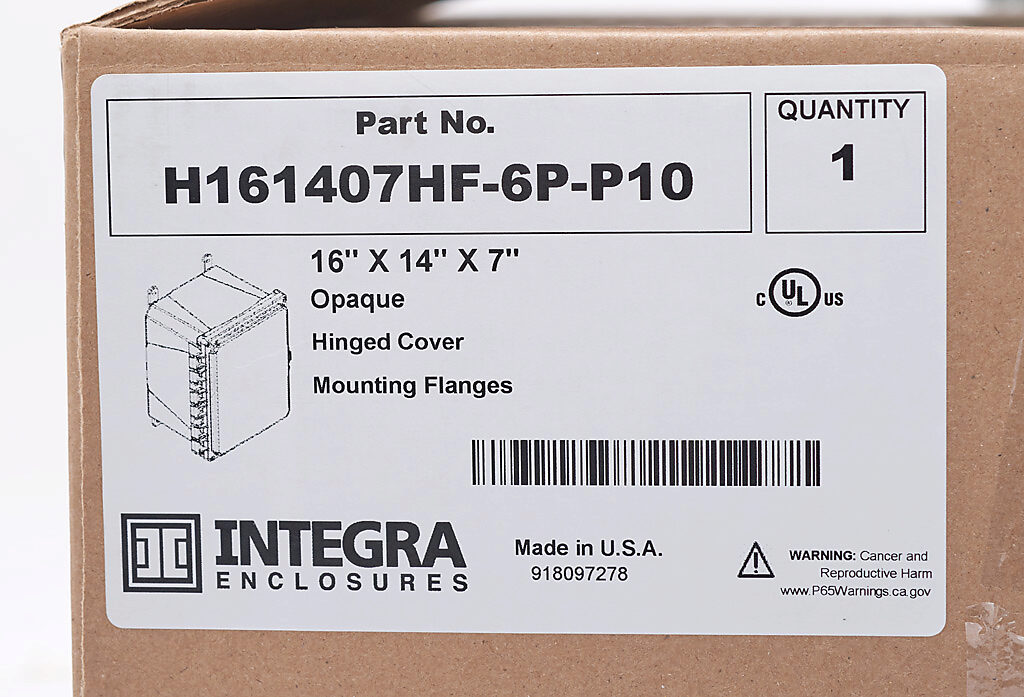 Part No.
H161407HF-6P-P10
QUANTITY
1
16" X 14" X 7"
Opaque
Hinged Cover
Mounting Flanges
C UL® US
INTEGRA
ENCLOSURES
Made in U.S.A.
918097278
WARNING: Cancer and
Reproductive Harm
www.P65Warnings.ca.gov